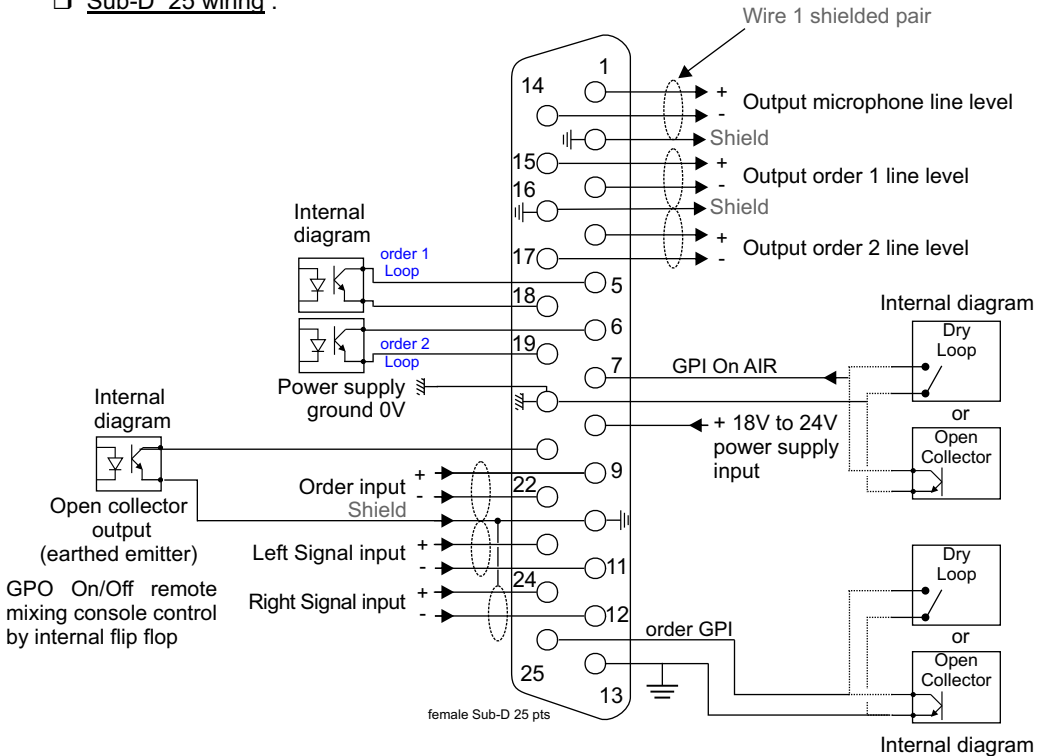 ❒ Sub-D 25 wiring :
Wire 1 shielded pair
1
14
+
Output microphone line level
-
Shield
15
+
Output order 1 line level
-
16
Shield
+
Output order 2 line level
-
17
Internal
diagram
order 1
Loop
5
18
6
order 2
Loop
19
7
GPI On AIR
Power supply
ground 0V
Internal diagram
Dry
Loop
or
Open
Collector
+ 18V to 24V
power supply
input
Internal
diagram
Open collector
output
(earthed emitter)
GPO On/Off remote
mixing console control
by internal flip flop
9
Order input
+
-
22
Shield
Left Signal input
+
-
11
24
Right Signal input
+
-
12
order GPI
25
13
female Sub-D 25 pts
Dry
Loop
or
Open
Collector
Internal diagram